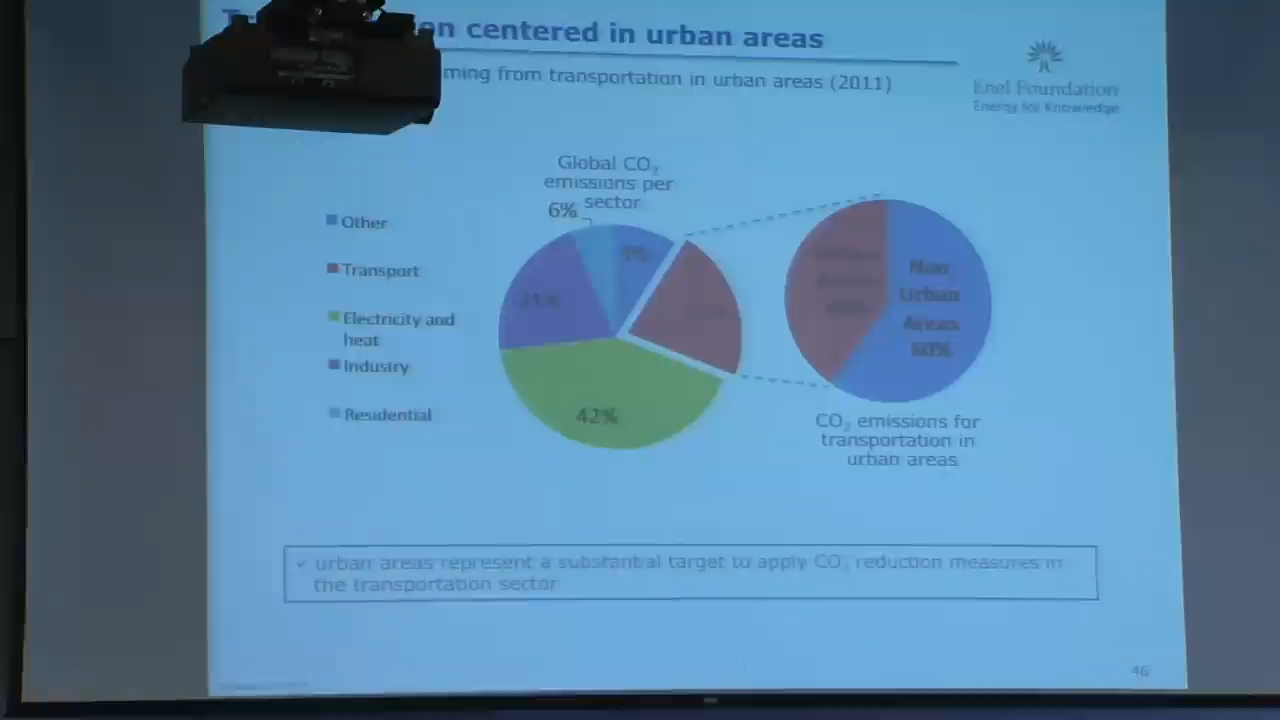 en centered in urban areas
ming from transportation in urban areas (2011)
Enel Foundation
Energy for Knowledge
Global CO₂
emissions per
sector
6%
Other
Transport
Electricity and
heat
Industry
Residential
9%
21%
42%
Non
Urban
Areas
60%
CO₂ emissions for
transportation in
urban areas
✓ urban areas represent a substantial target to apply CO₂ reduction measures in
the transportation sector
46